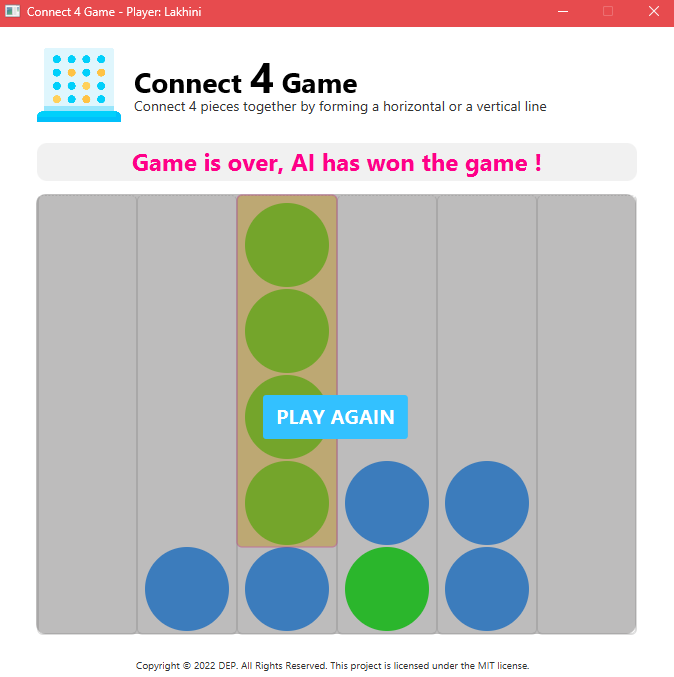 Connect 4 Game - Player: Lakhini
Connect 4 Game
Connect 4 pieces together by forming a horizontal or a vertical line
Game is over, AI has won the game !
PLAY AGAIN
Copyright © 2022 DEP. All Rights Reserved. This project is licensed under the MIT license.